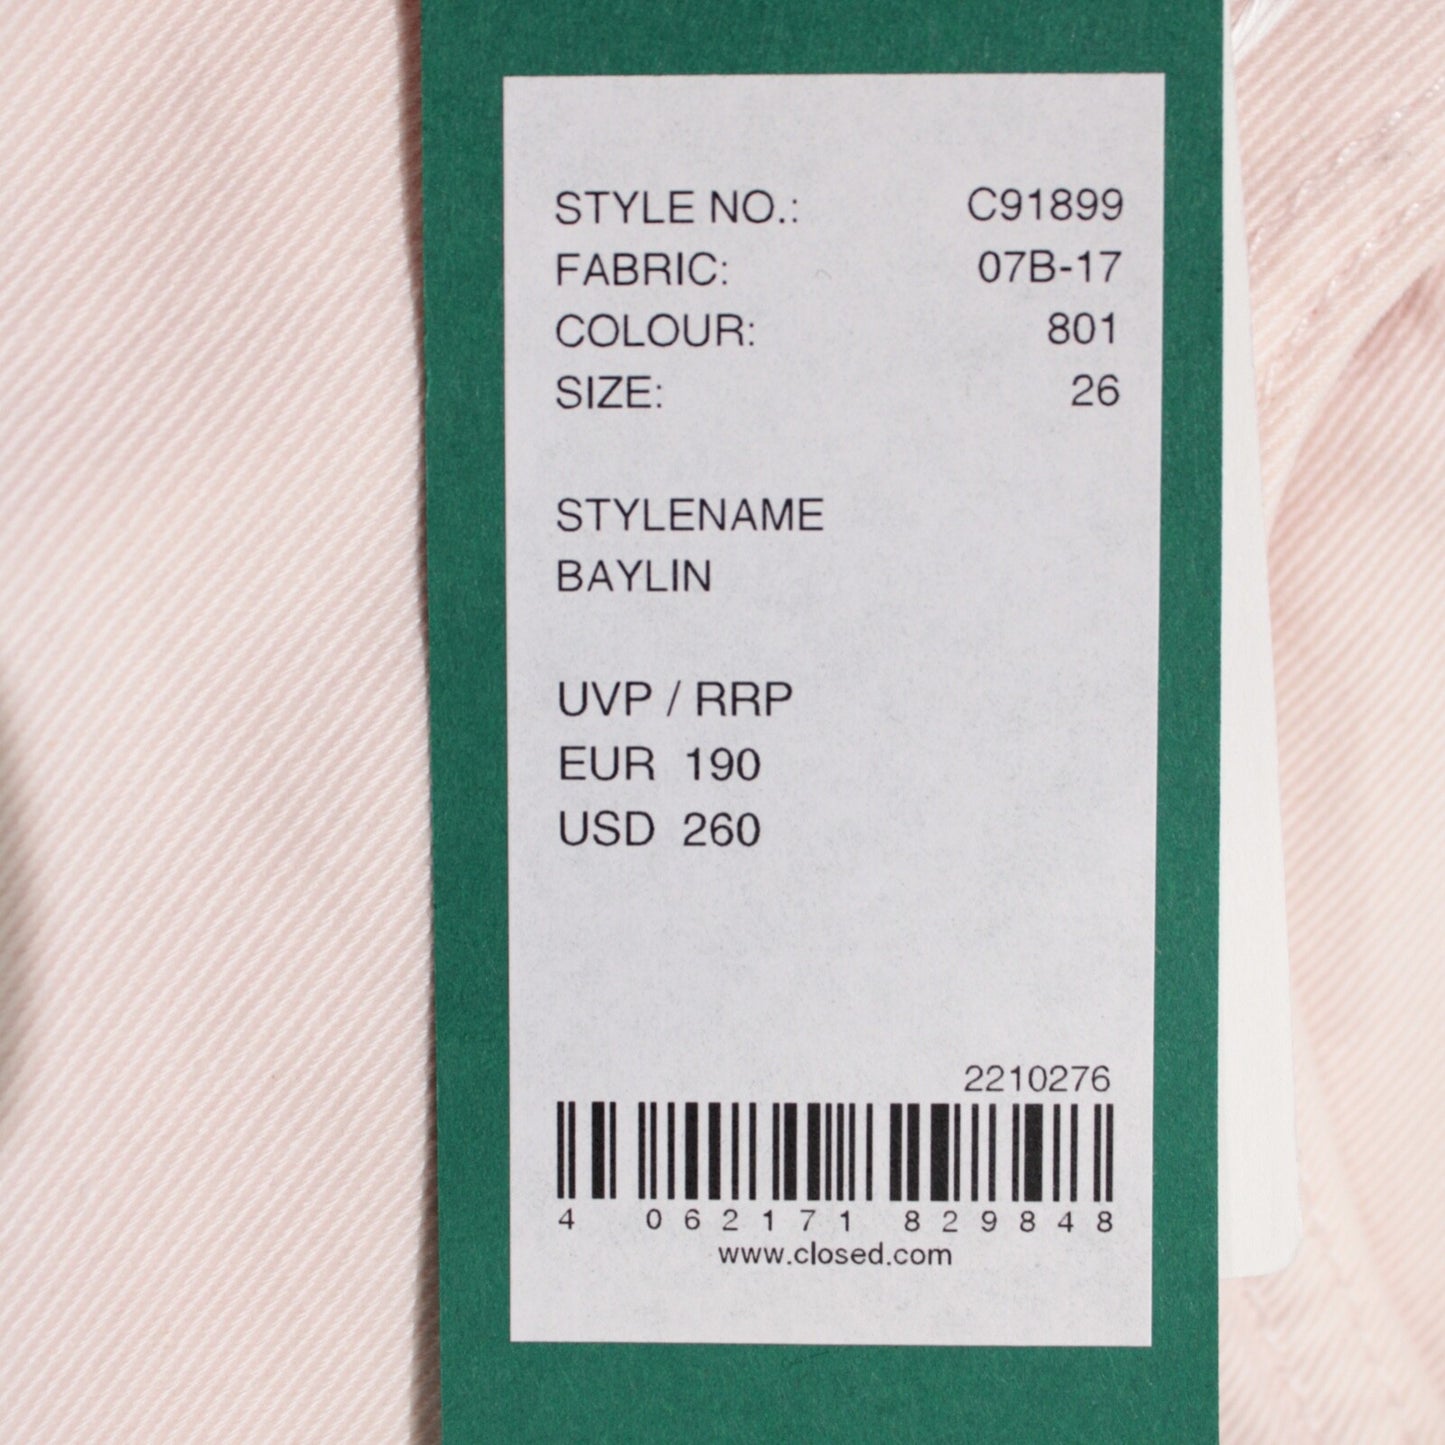 STYLE NO.: C91899
FABRIC: 07B-17
COLOUR: 801
SIZE: 26
STYLENAME
BAYLIN
UVP / RRP
EUR 190
USD 260
2210276
4 062171 829848
www.closed.com